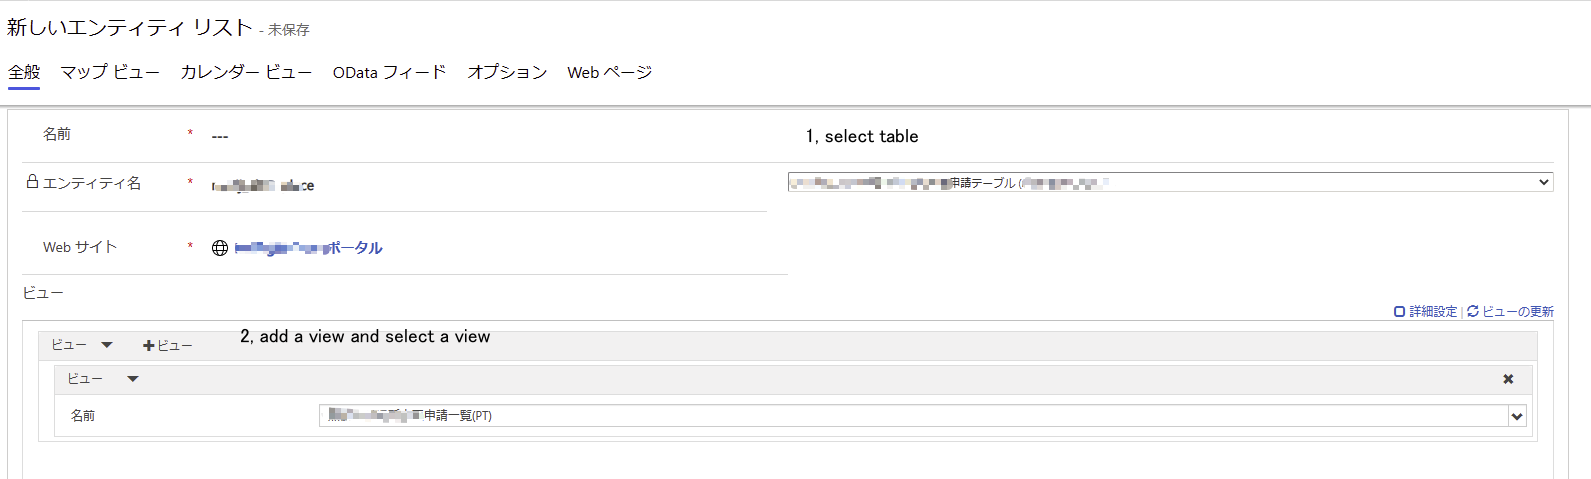 新しいエンティティ リスト - 未保存
全般 マップ ビュー カレンダー ビュー OData フィード オプション Web ページ
名前 * --- 1, select table
エンティティ名 * ce 申請テーブル (
Web サイト * ポータル
ビュー
詳細設定 | ビューの更新
ビュー +ビュー 2, add a view and select a view
ビュー
名前 申請一覧(PT)